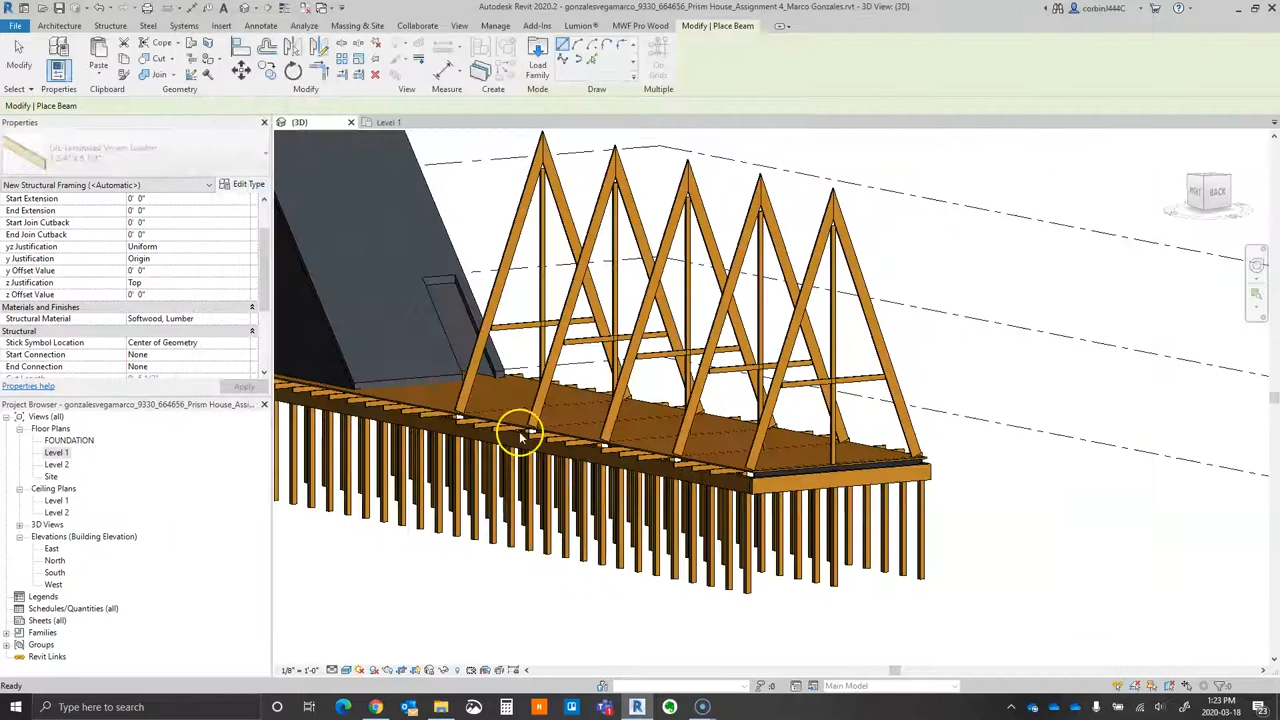 Autodesk Revit 2020.2 - gonzalesvegamarco_9330_664656_Prism House_Assignment 4_Marco Gonzales.rvt - 3D View: {3D}
corbinJ444C
File Architecture Structure Steel Precast Systems Insert Annotate Analyze Massing & Site Collaborate View Manage Add-Ins Lumion® MWF Pro Wood Modify | Place Beam
Modify Paste Cope Cut Join Load Family On Grids
Select Properties Clipboard Geometry Modify View Measure Create Mode Draw Multiple
Modify | Place Beam
Properties
{3D} Level 1
New Structural Framing (<Automatic>) Edit Type
Start Extension 0' 0"
End Extension 0' 0"
Start Join Cutback 0' 0"
End Join Cutback 0' 0"
yz Justification Uniform
y Justification Origin
y Offset Value 0' 0"
z Justification Top
z Offset Value 0' 0"
Materials and Finishes
Structural Material Softwood, Lumber
Structural
Stick Symbol Location Center of Geometry
Start Connection None
End Connection None
Properties help Apply
Project Browser - gonzalesvegamarco_9330_664656_Prism House_Assi...
Views (all)
Floor Plans
FOUNDATION
Level 1
Level 2
Site
Ceiling Plans
Level 1
Level 2
3D Views
Elevations (Building Elevation)
East
North
South
West
Legends
Schedules/Quantities (all)
Sheets (all)
Families
Groups
Revit Links
RIGHT BACK
1/8" = 1'-0"
Ready :0 Main Model :0
Type here to search
1:23 PM
2020-03-18